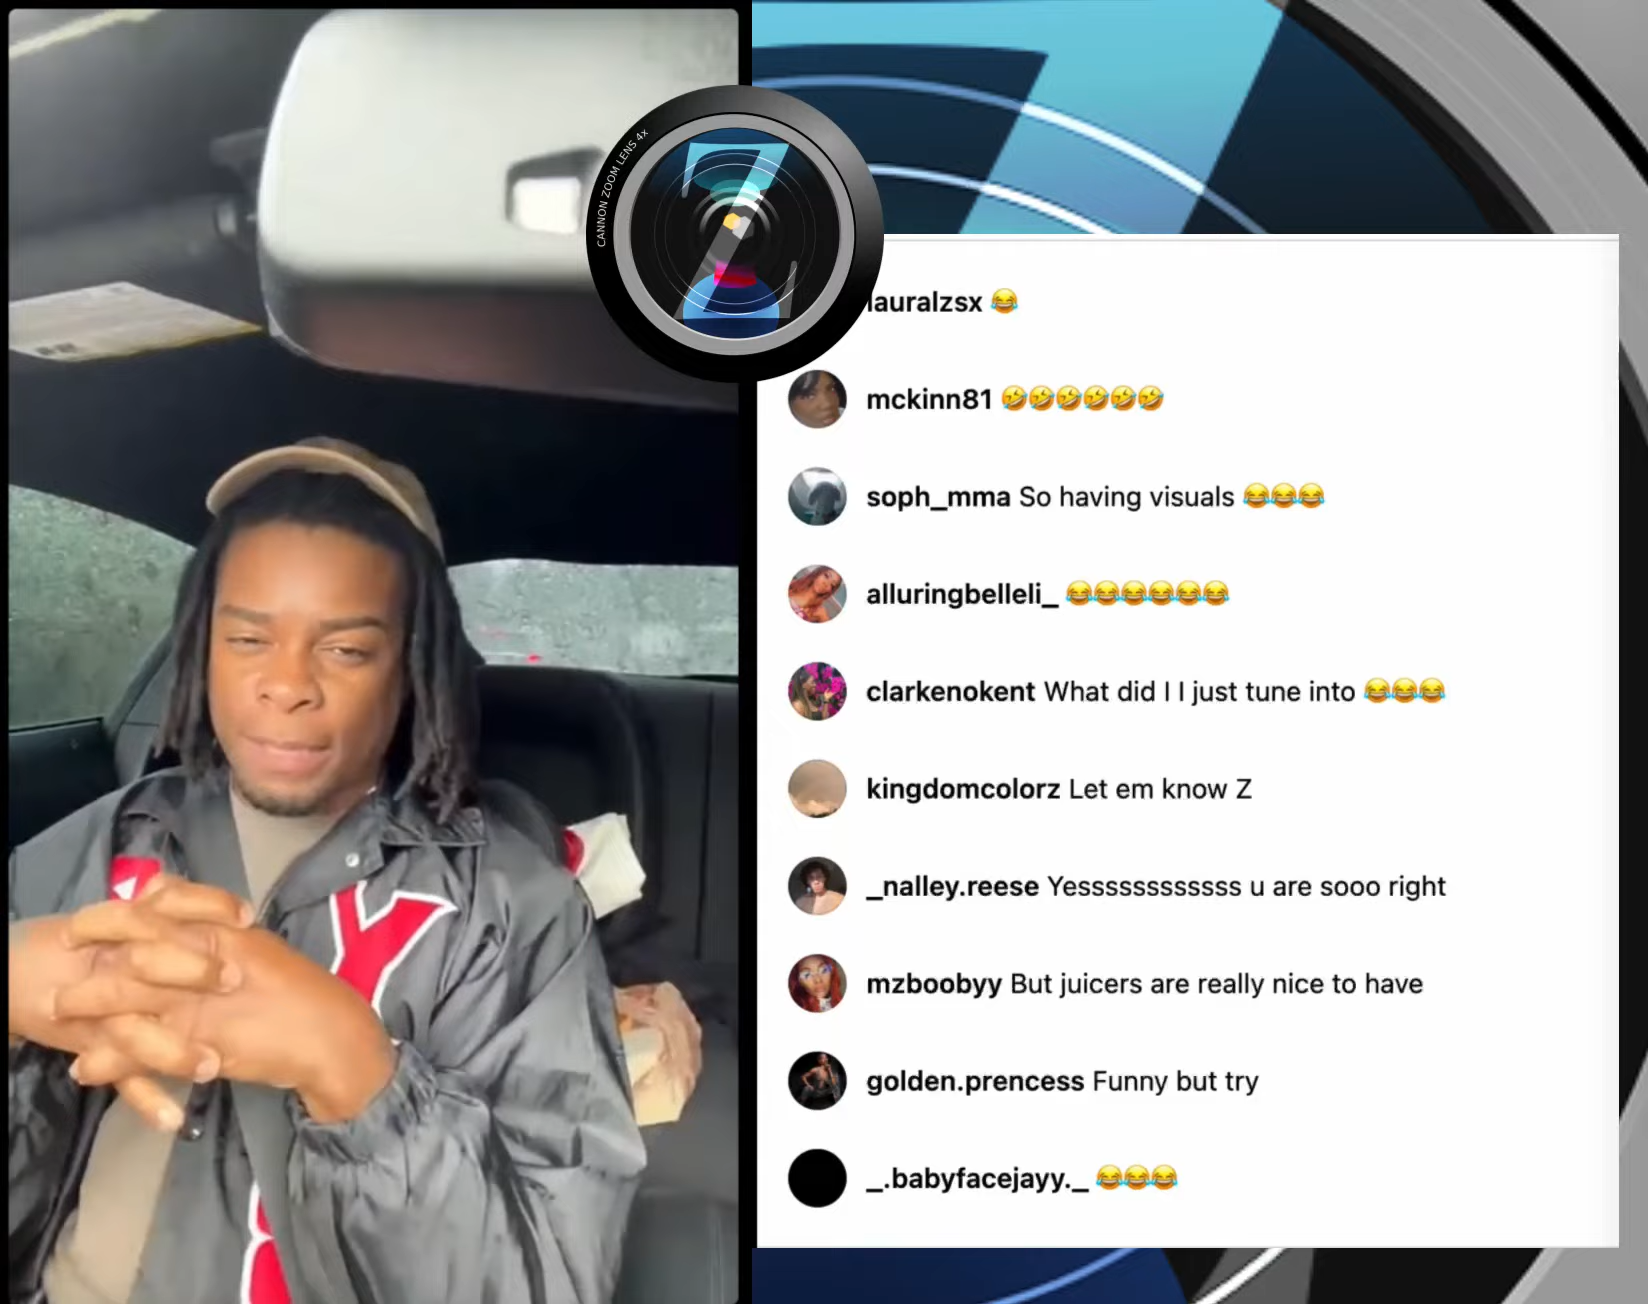 CANNON ZOOM LENS 4x
Z
lauralzsx 😂
mckinn81 🤣🤣🤣🤣🤣🤣
soph_mma So having visuals 😂😂😂
alluringbelleli_ 😂😂😂😂😂😂
clarkenokent What did I I just tune into 😂😂😂
kingdomcolorz Let em know Z
_nalley.reese Yessssssssssss u are sooo right
mzboobyy But juicers are really nice to have
golden.prencess Funny but try
_.babyfacejayy._ 😂😂😂
Y